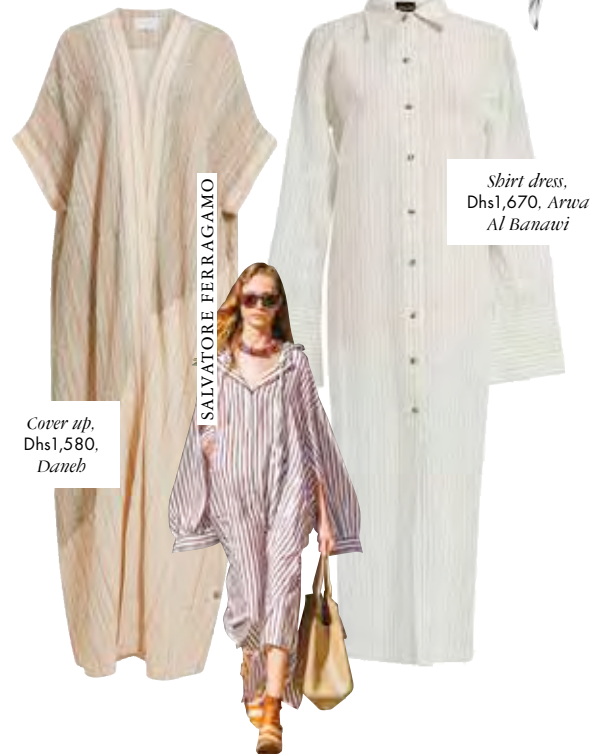 Shirt dress,
Dhs1,670, Arwa
Al Banawi
SALVATORE FERRAGAMO
Cover up,
Dhs1,580,
Daneh